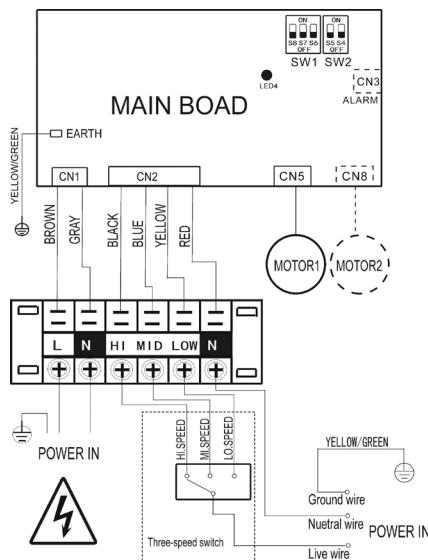 ON
ON
S8 S7 S6
S5 S4
OFF
OFF
SW1 SW2
LED4
CN3
ALARM
MAIN BOAD
EARTH
YELLOW/GREEN
CN1
CN2
CN5
CN8
BROWN
GRAY
BLACK
BLUE
YELLOW
RED
MOTOR1
MOTOR2
L N HI MID LOW N
POWER IN
HI.SPEED
MI.SPEED
LO.SPEED
Three-speed switch
YELLOW/GREEN
Ground wire
Nuetral wire
POWER IN
Live wire